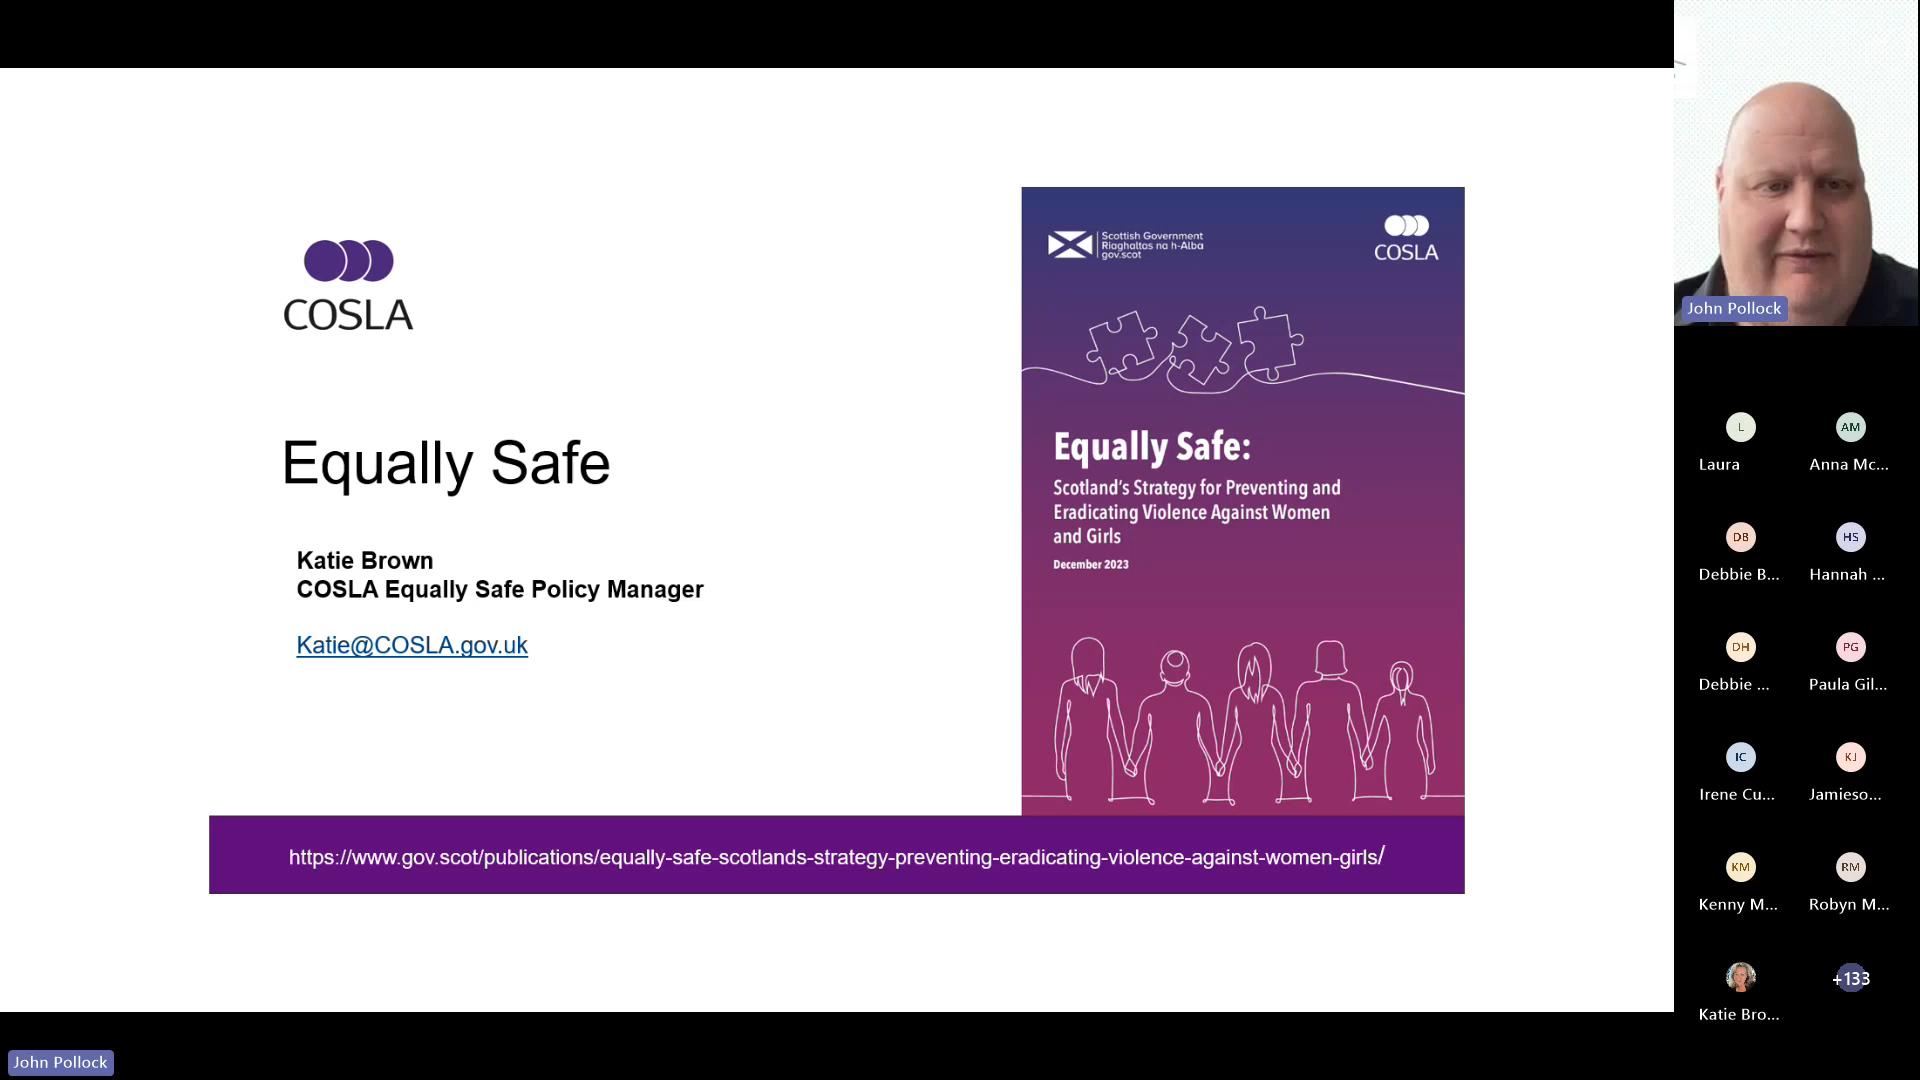 COSLA
Equally Safe
Katie Brown
COSLA Equally Safe Policy Manager
Katie@COSLA.gov.uk
Scottish Government
Riaghaltas na h-Alba
gov.scot
COSLA
Equally Safe:
Scotland's Strategy for Preventing and
Eradicating Violence Against Women
and Girls
December 2023
https://www.gov.scot/publications/equally-safe-scotlands-strategy-preventing-eradicating-violence-against-women-girls/
John Pollock
L
AM
Laura
Anna Mc...
DB
HS
Debbie B...
Hannah ...
DH
PG
Debbie ...
Paula Gil...
IC
KJ
Irene Cu...
Jamieso...
KM
RM
Kenny M...
Robyn M...
+133
Katie Bro...
John Pollock